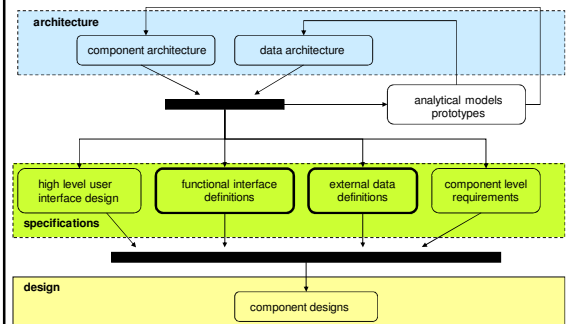 architecture
component architecture
data architecture
analytical models
prototypes
high level user
interface design
functional interface
definitions
external data
definitions
component level
requirements
specifications
design
component designs